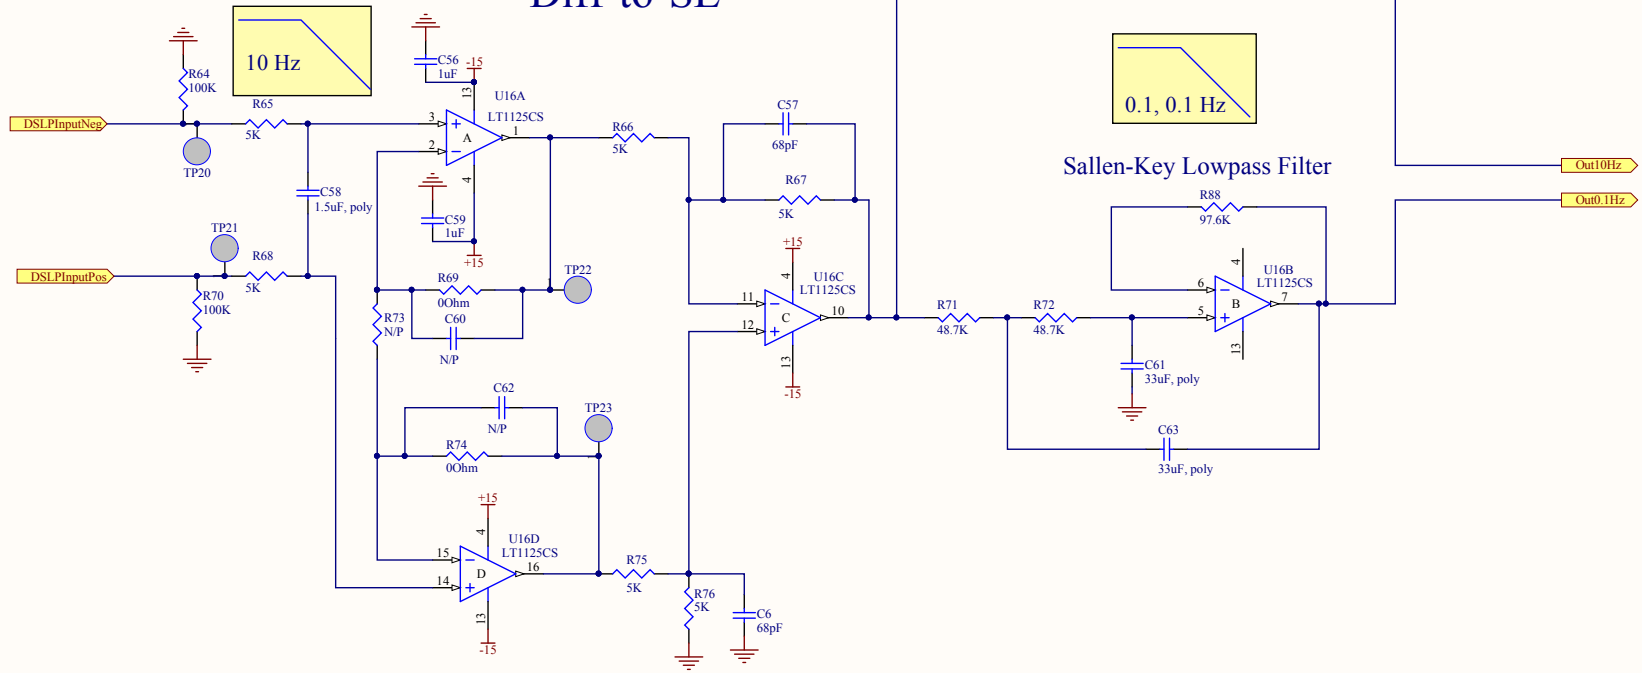 Diff to SE
10 Hz
R64
100K
DSLPInputNeg
TP20
R65
5K
C58
1.5uF, poly
TP21
DSLPInputPos
R68
5K
R70
100K
C56
1uF
-15
13
U16A
LT1125CS
3
2
A
1
4
C59
1uF
+15
R69
0Ohm
C60
N/P
R73
N/P
1
TP22
C62
N/P
R74
0Ohm
TP23
+15
4
U16D
LT1125CS
15
14
D
16
13
-15
R66
5K
C57
68pF
R67
5K
+15
4
U16C
LT1125CS
11
12
C
10
13
-15
R75
5K
R76
5K
C6
68pF
0.1, 0.1 Hz
Sallen-Key Lowpass Filter
R88
97.6K
4
U16B
LT1125CS
6
5
B
7
13
R71
48.7K
R72
48.7K
C61
33uF, poly
C63
33uF, poly
Out10Hz
Out0.1Hz